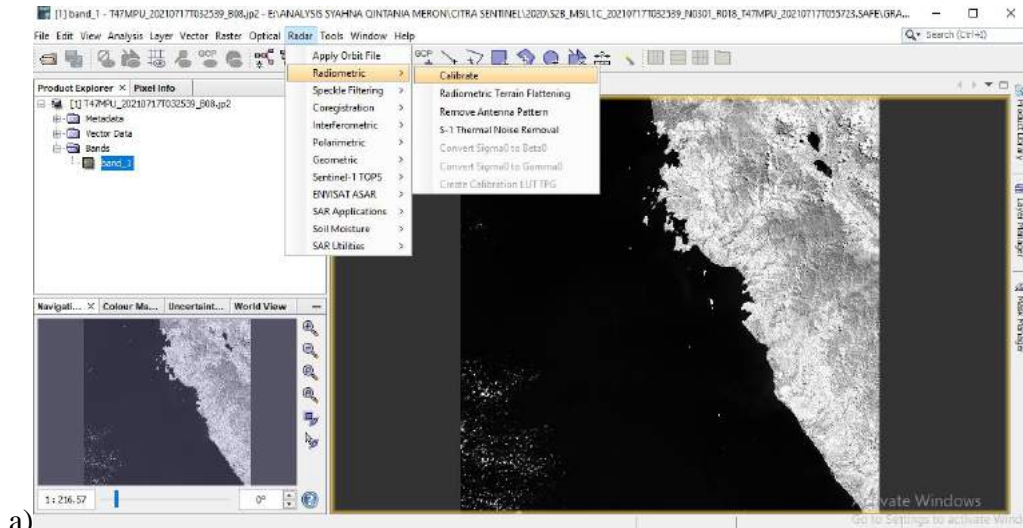 [1] band_1 - T47MPU_20210717T032539_B08.jp2 - E:\ANALYSIS SYAHNA QINTANIA MERON\CITRA SENTINEL\2020\S2B_MSIL1C_20210717T032539_N0301_R018_T47MPU_20210717T055723.SAFE\GRA...
File Edit View Analysis Layer Vector Raster Optical Radar Tools Window Help
Search (Ctrl+I)
GCP
GCP
Apply Orbit File
Radiometric
Speckle Filtering
Coregistration
Interferometric
Polarimetric
Geometric
Sentinel-1 TOPS
ENVISAT ASAR
SAR Applications
Soil Moisture
SAR Utilities
Calibrate
Radiometric Terrain Flattening
Remove Antenna Pattern
S-1 Thermal Noise Removal
Convert Sigma0 to Beta0
Convert Sigma0 to Gamma0
Create Calibration LUT TPG
Product Explorer × Pixel Info
[1] T47MPU_20210717T032539_B08.jp2
Metadata
Vector Data
Bands
band_1
Product Library
Layer Manager
Mask Manager
Navigati... × Colour Ma... Uncertaint... World View
1 : 216.57
0°
Activate Windows
Go to Settings to activate Wind
a)